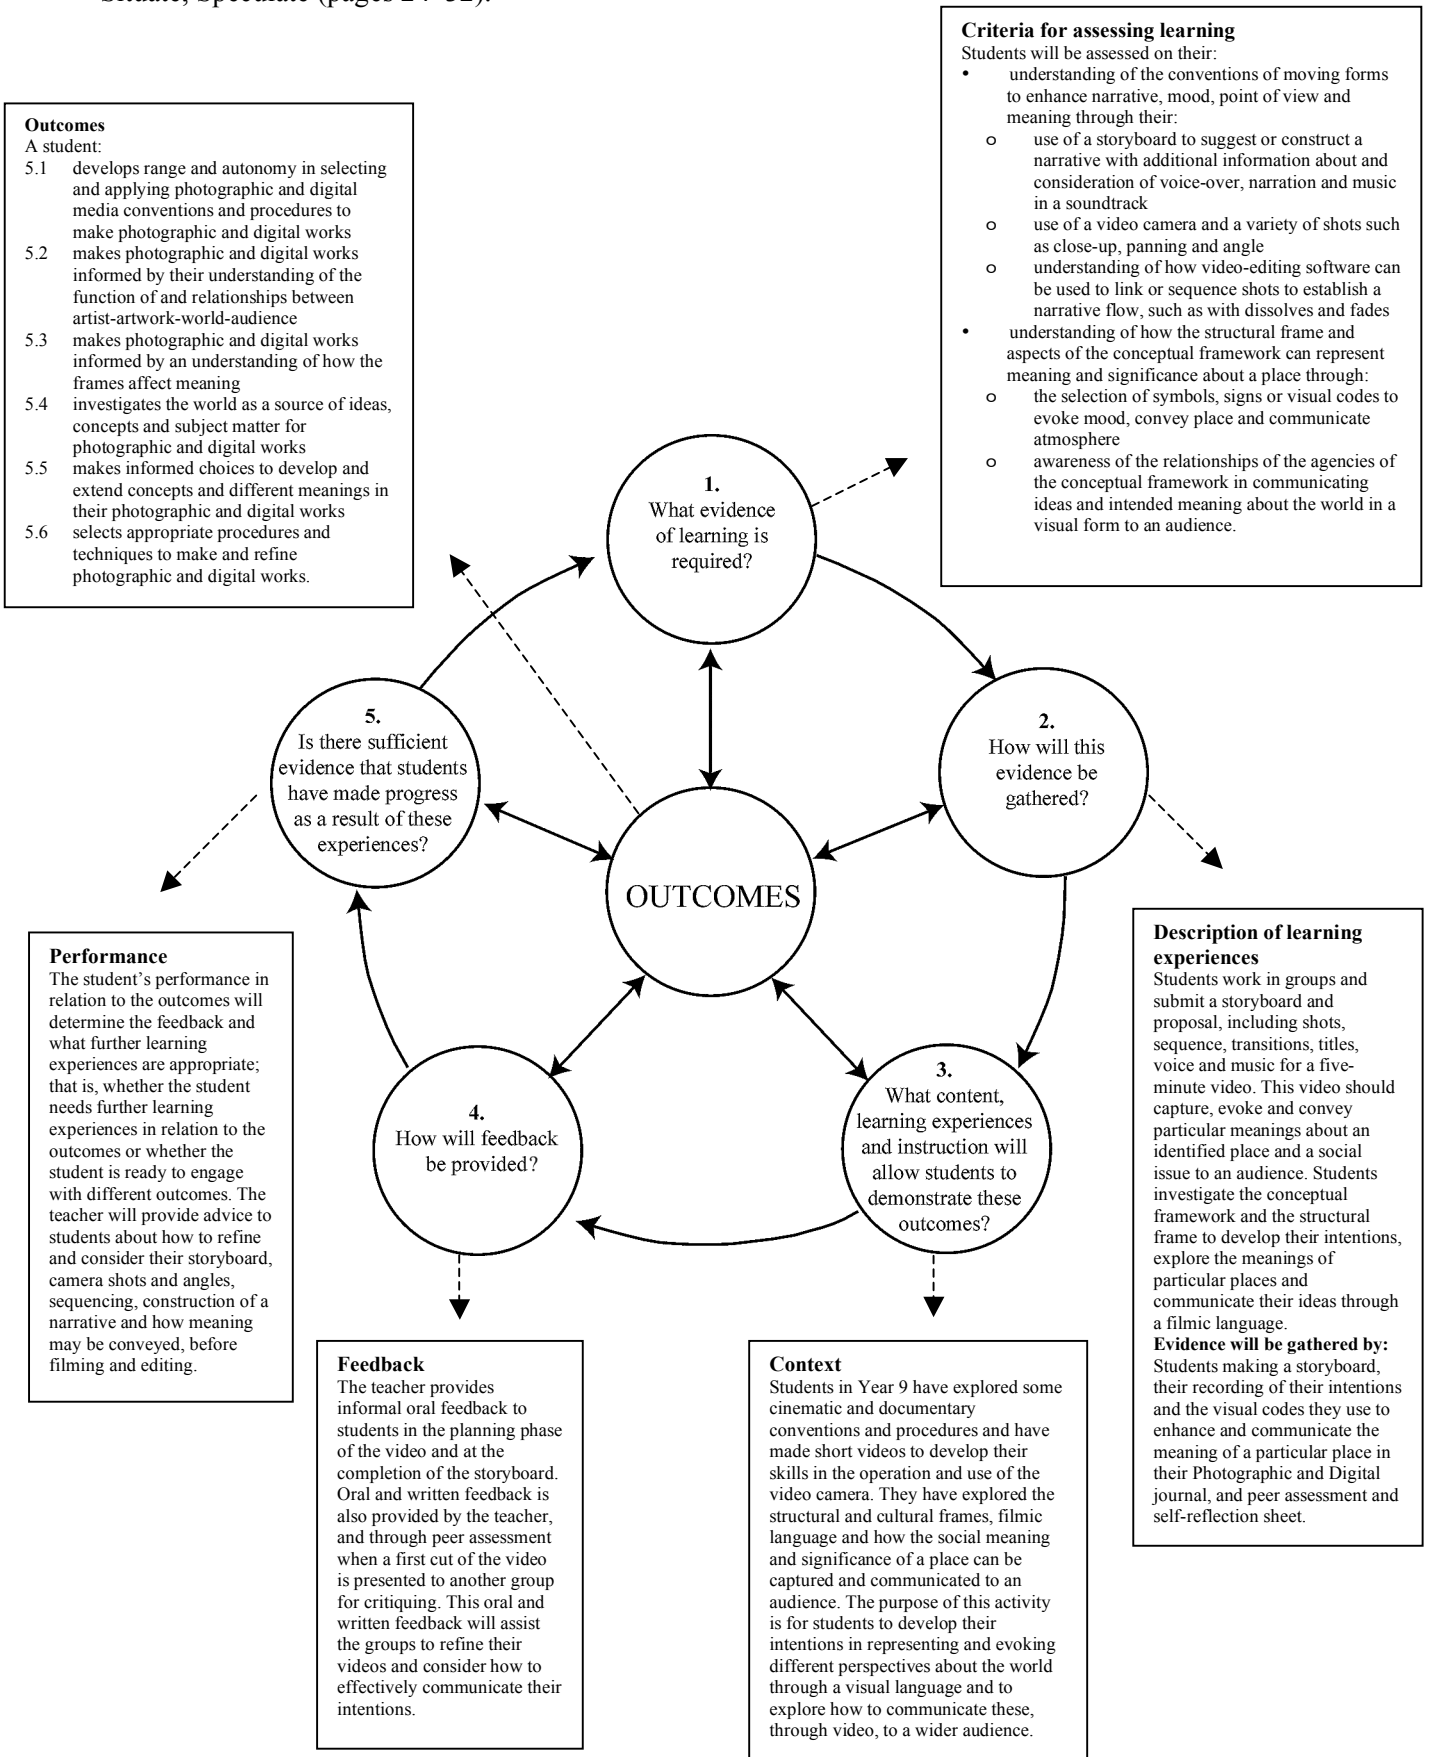 Situate, Speculate (pages 24–32).
Criteria for assessing learning
Students will be assessed on their:
• understanding of the conventions of moving forms
to enhance narrative, mood, point of view and
meaning through their:
o use of a storyboard to suggest or construct a
narrative with additional information about and
consideration of voice-over, narration and music
in a soundtrack
o use of a video camera and a variety of shots such
as close-up, panning and angle
o understanding of how video-editing software can
be used to link or sequence shots to establish a
narrative flow, such as with dissolves and fades
• understanding of how the structural frame and
aspects of the conceptual framework can represent
meaning and significance about a place through:
o the selection of symbols, signs or visual codes to
evoke mood, convey place and communicate
atmosphere
o awareness of the relationships of the agencies of
the conceptual framework in communicating
ideas and intended meaning about the world in a
visual form to an audience.
Outcomes
A student:
5.1 develops range and autonomy in selecting
and applying photographic and digital
media conventions and procedures to
make photographic and digital works
5.2 makes photographic and digital works
informed by their understanding of the
function of and relationships between
artist-artwork-world-audience
5.3 makes photographic and digital works
informed by an understanding of how the
frames affect meaning
5.4 investigates the world as a source of ideas,
concepts and subject matter for
photographic and digital works
5.5 makes informed choices to develop and
extend concepts and different meanings in
their photographic and digital works
5.6 selects appropriate procedures and
techniques to make and refine
photographic and digital works.
1.
What evidence
of learning is
required?
2.
How will this
evidence be
gathered?
5.
Is there sufficient
evidence that students
have made progress
as a result of these
experiences?
OUTCOMES
3.
What content,
learning experiences
and instruction will
allow students to
demonstrate these
outcomes?
4.
How will feedback
be provided?
Performance
The student’s performance in
relation to the outcomes will
determine the feedback and
what further learning
experiences are appropriate;
that is, whether the student
needs further learning
experiences in relation to the
outcomes or whether the
student is ready to engage
with different outcomes. The
teacher will provide advice to
students about how to refine
and consider their storyboard,
camera shots and angles,
sequencing, construction of a
narrative and how meaning
may be conveyed, before
filming and editing.
Description of learning
experiences
Students work in groups and
submit a storyboard and
proposal, including shots,
sequence, transitions, titles,
voice and music for a five-
minute video. This video should
capture, evoke and convey
particular meanings about an
identified place and a social
issue to an audience. Students
investigate the conceptual
framework and the structural
frame to develop their intentions,
explore the meanings of
particular places and
communicate their ideas through
a filmic language.
Evidence will be gathered by:
Students making a storyboard,
their recording of their intentions
and the visual codes they use to
enhance and communicate the
meaning of a particular place in
their Photographic and Digital
journal, and peer assessment and
self-reflection sheet.
Feedback
The teacher provides
informal oral feedback to
students in the planning phase
of the video and at the
completion of the storyboard.
Oral and written feedback is
also provided by the teacher,
and through peer assessment
when a first cut of the video
is presented to another group
for critiquing. This oral and
written feedback will assist
the groups to refine their
videos and consider how to
effectively communicate their
intentions.
Context
Students in Year 9 have explored some
cinematic and documentary
conventions and procedures and have
made short videos to develop their
skills in the operation and use of the
video camera. They have explored the
structural and cultural frames, filmic
language and how the social meaning
and significance of a place can be
captured and communicated to an
audience. The purpose of this activity
is for students to develop their
intentions in representing and evoking
different perspectives about the world
through a visual language and to
explore how to communicate these,
through video, to a wider audience.